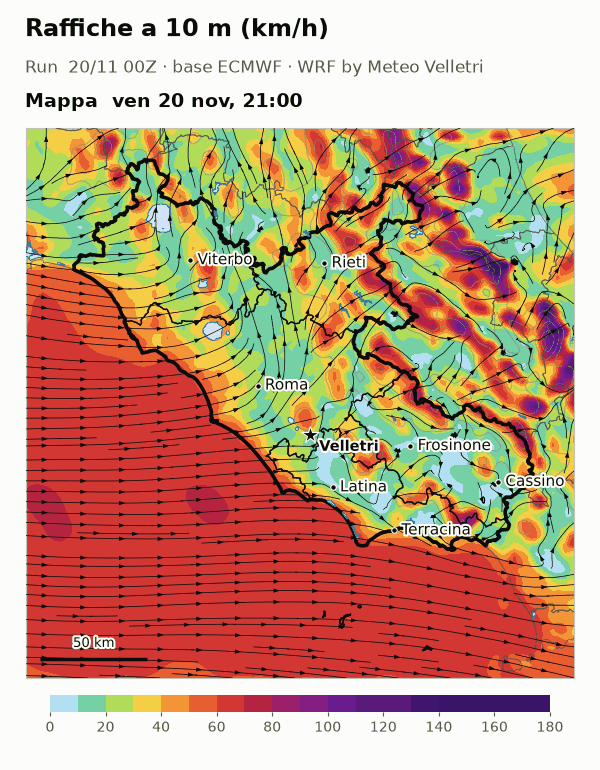 Raffiche a 10 m (km/h)
Run  20/11 00Z · base ECMWF · WRF by Meteo Velletri
Mappa  ven 20 nov, 21:00
Viterbo
Rieti
Roma
Velletri
Frosinone
Latina
Cassino
Terracina
50 km
0 20 40 60 80 100 120 140 160 180